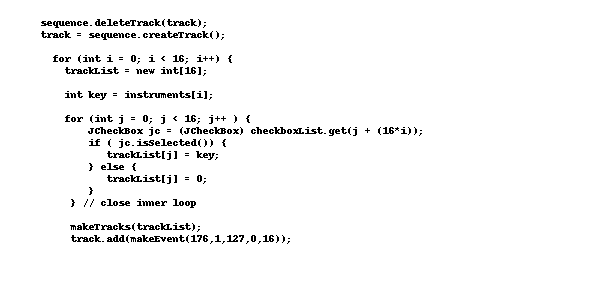 sequence.deleteTrack(track);
track = sequence.createTrack();
for (int i = 0; i < 16; i++) {
trackList = new int[16];
int key = instruments[i];
for (int j = 0; j < 16; j++ ) {
JCheckBox jc = (JCheckBox) checkboxList.get(j + (16*i));
if ( jc.isSelected()) {
trackList[j] = key;
} else {
trackList[j] = 0;
}
} // close inner loop
makeTracks(trackList);
track.add(makeEvent(176,1,127,0,16));